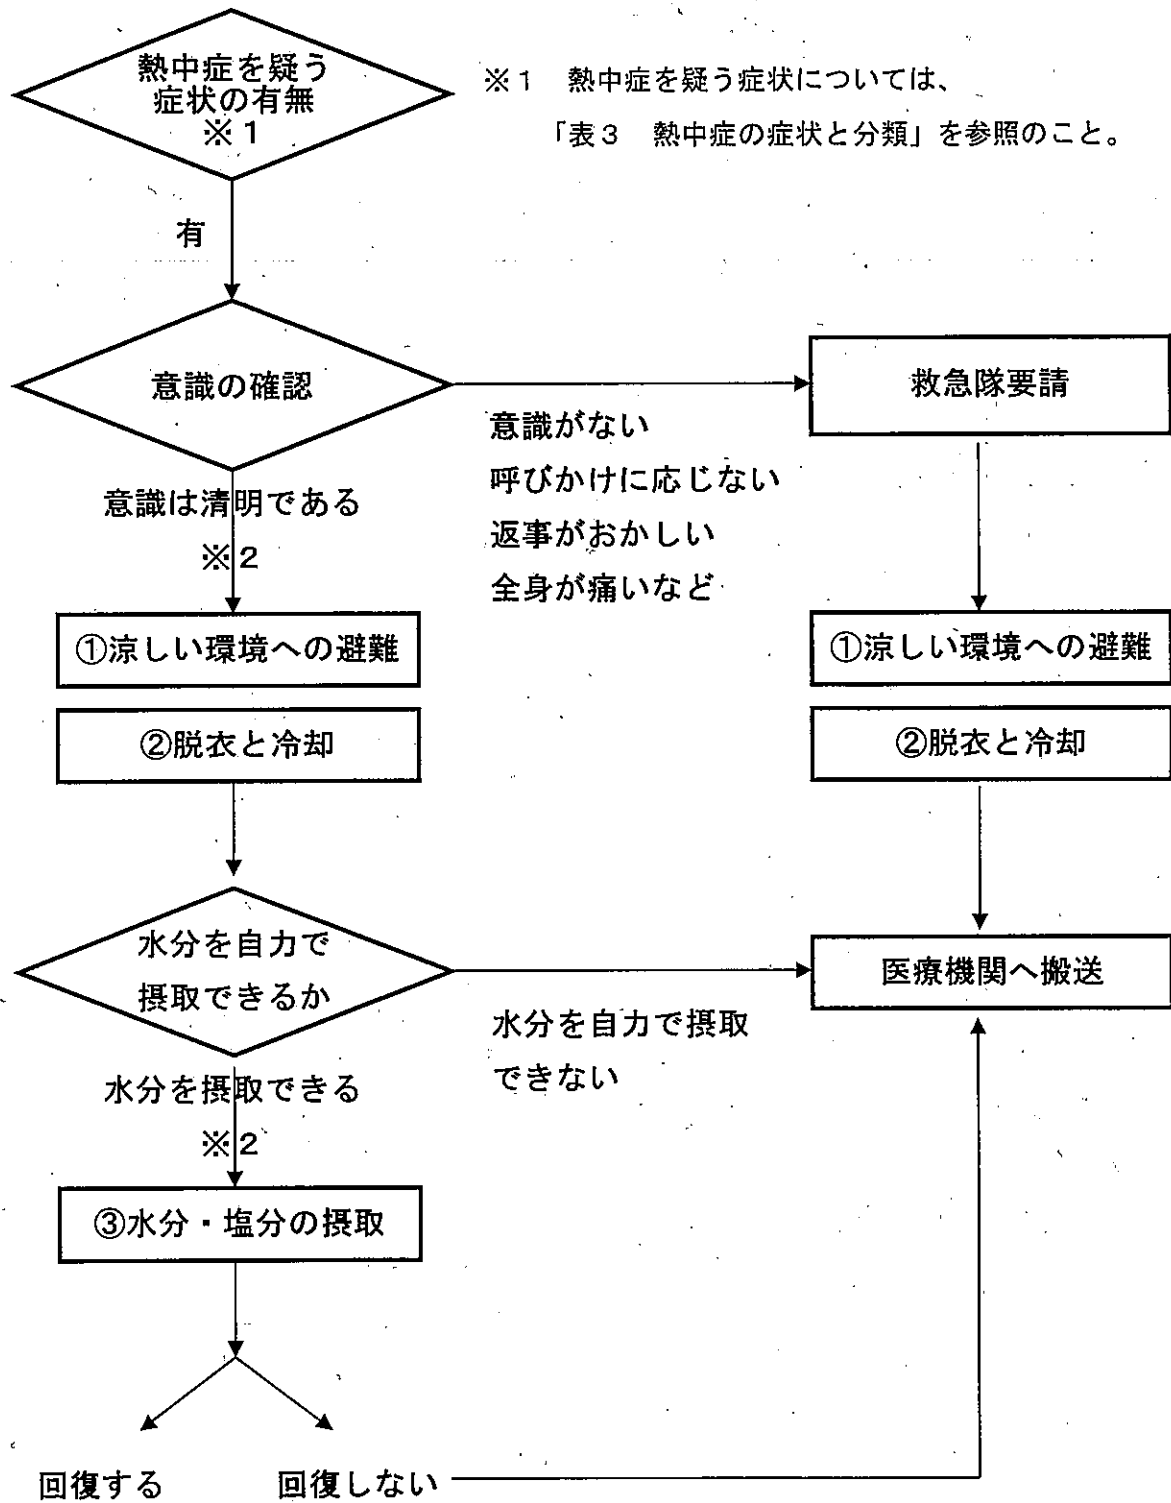 熱中症を疑う
症状の有無
※1
※1　熱中症を疑う症状については、
「表3　熱中症の症状と分類」を参照のこと。
有
意識の確認
救急隊要請
意識がない
呼びかけに応じない
返事がおかしい
全身が痛いなど
意識は清明である
※2
①涼しい環境への避難
①涼しい環境への避難
②脱衣と冷却
②脱衣と冷却
水分を自力で
摂取できるか
医療機関へ搬送
水分を自力で摂取
できない
水分を摂取できる
※2
③水分・塩分の摂取
回復する
回復しない